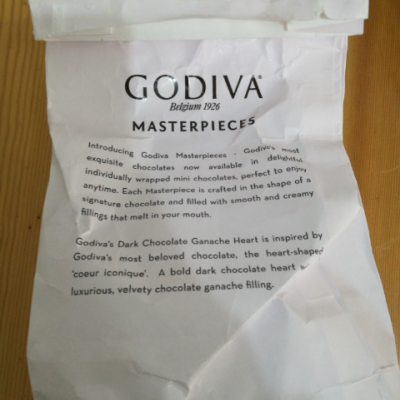 GODIVA
Belgium 1926
MASTERPIECES
Introducing Godiva Masterpieces - Godiva's most
exquisite chocolates now available in delightful
individually wrapped mini chocolates, perfect to enjoy
anytime. Each Masterpiece is crafted in the shape of a
signature chocolate and filled with smooth and creamy
fillings that melt in your mouth.
Godiva's Dark Chocolate Ganache Heart is inspired by
Godiva's most beloved chocolate, the heart-shaped
'coeur iconique'. A bold dark chocolate heart
luxurious, velvety chocolate ganache filling.